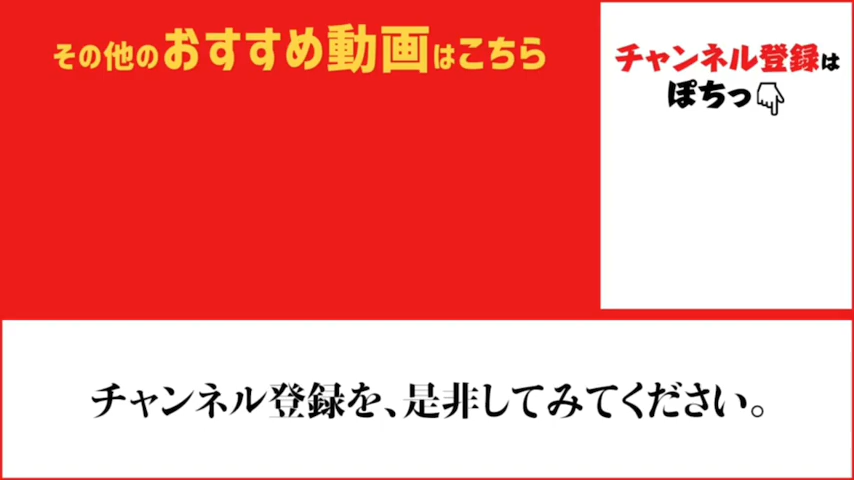 その他のおすすめ動画はこちら
チャンネル登録は
ぽちっ
チャンネル登録を、是非してみてください。